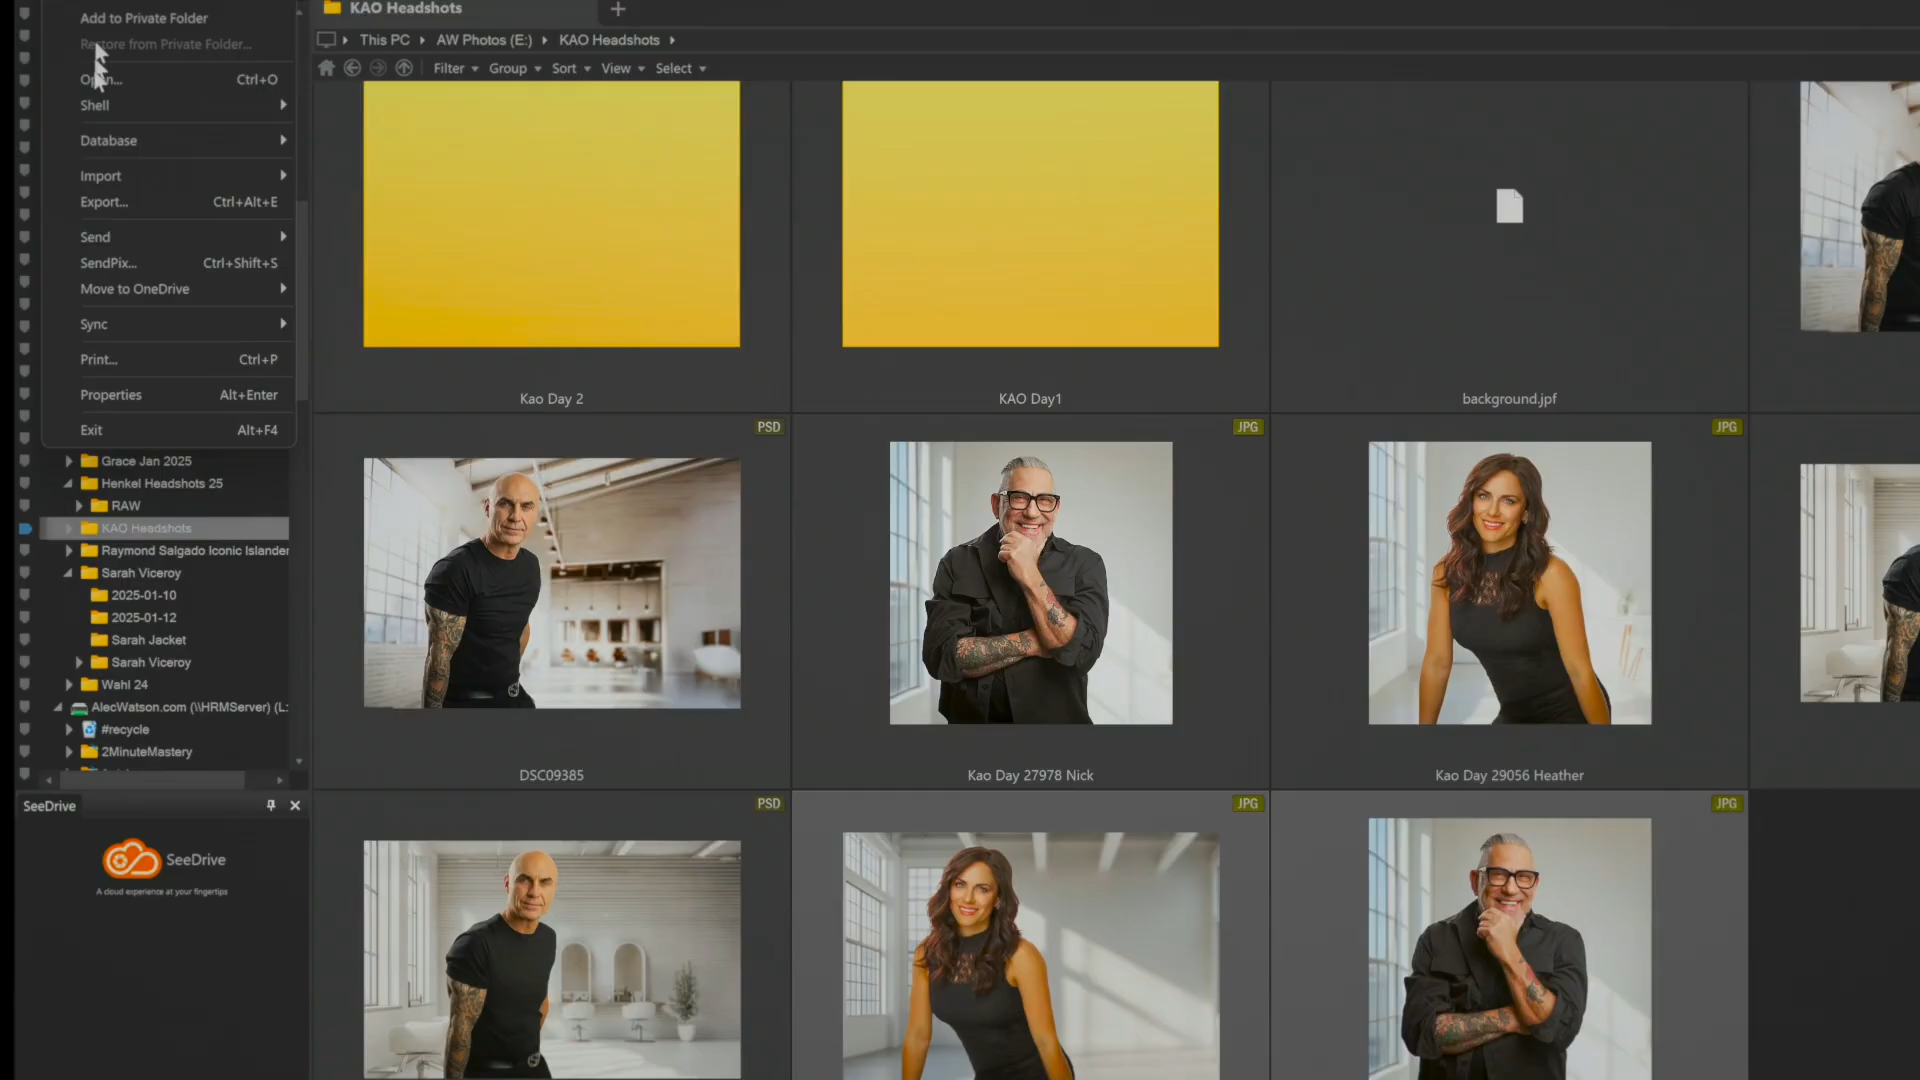 Add to Private Folder
Restore from Private Folder...
Open... Ctrl+O
Shell
Database
Import
Export... Ctrl+Alt+E
Send
SendPix... Ctrl+Shift+S
Move to OneDrive
Sync
Print... Ctrl+P
Properties Alt+Enter
Exit Alt+F4
Grace Jan 2025
Henkel Headshots 25
RAW
KAO Headshots
Raymond Salgado Iconic Islander
Sarah Viceroy
2025-01-10
2025-01-12
Sarah Jacket
Sarah Viceroy
Wahl 24
AlecWatson.com (\\HRMServer) (L:
#recycle
2MinuteMastery
SeeDrive
SeeDrive
A cloud experience at your fingertips
KAO Headshots
This PC AW Photos (E:) KAO Headshots
Filter Group Sort View Select
Kao Day 2
KAO Day1
background.jpf
PSD
JPG
JPG
DSC09385
Kao Day 27978 Nick
Kao Day 29056 Heather
PSD
JPG
JPG